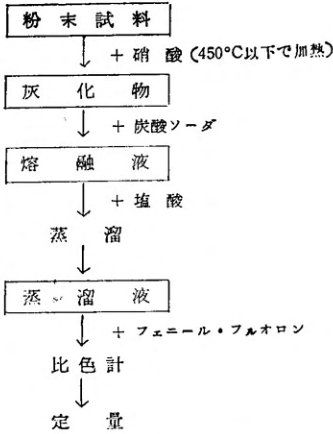 粉末試料
+ 硝酸 (450°C以下で加熱)
灰化物
+ 炭酸ソーダ
熔融液
+ 塩酸
蒸溜
蒸溜液
+ フェニール・フルオロン
比色計
定量